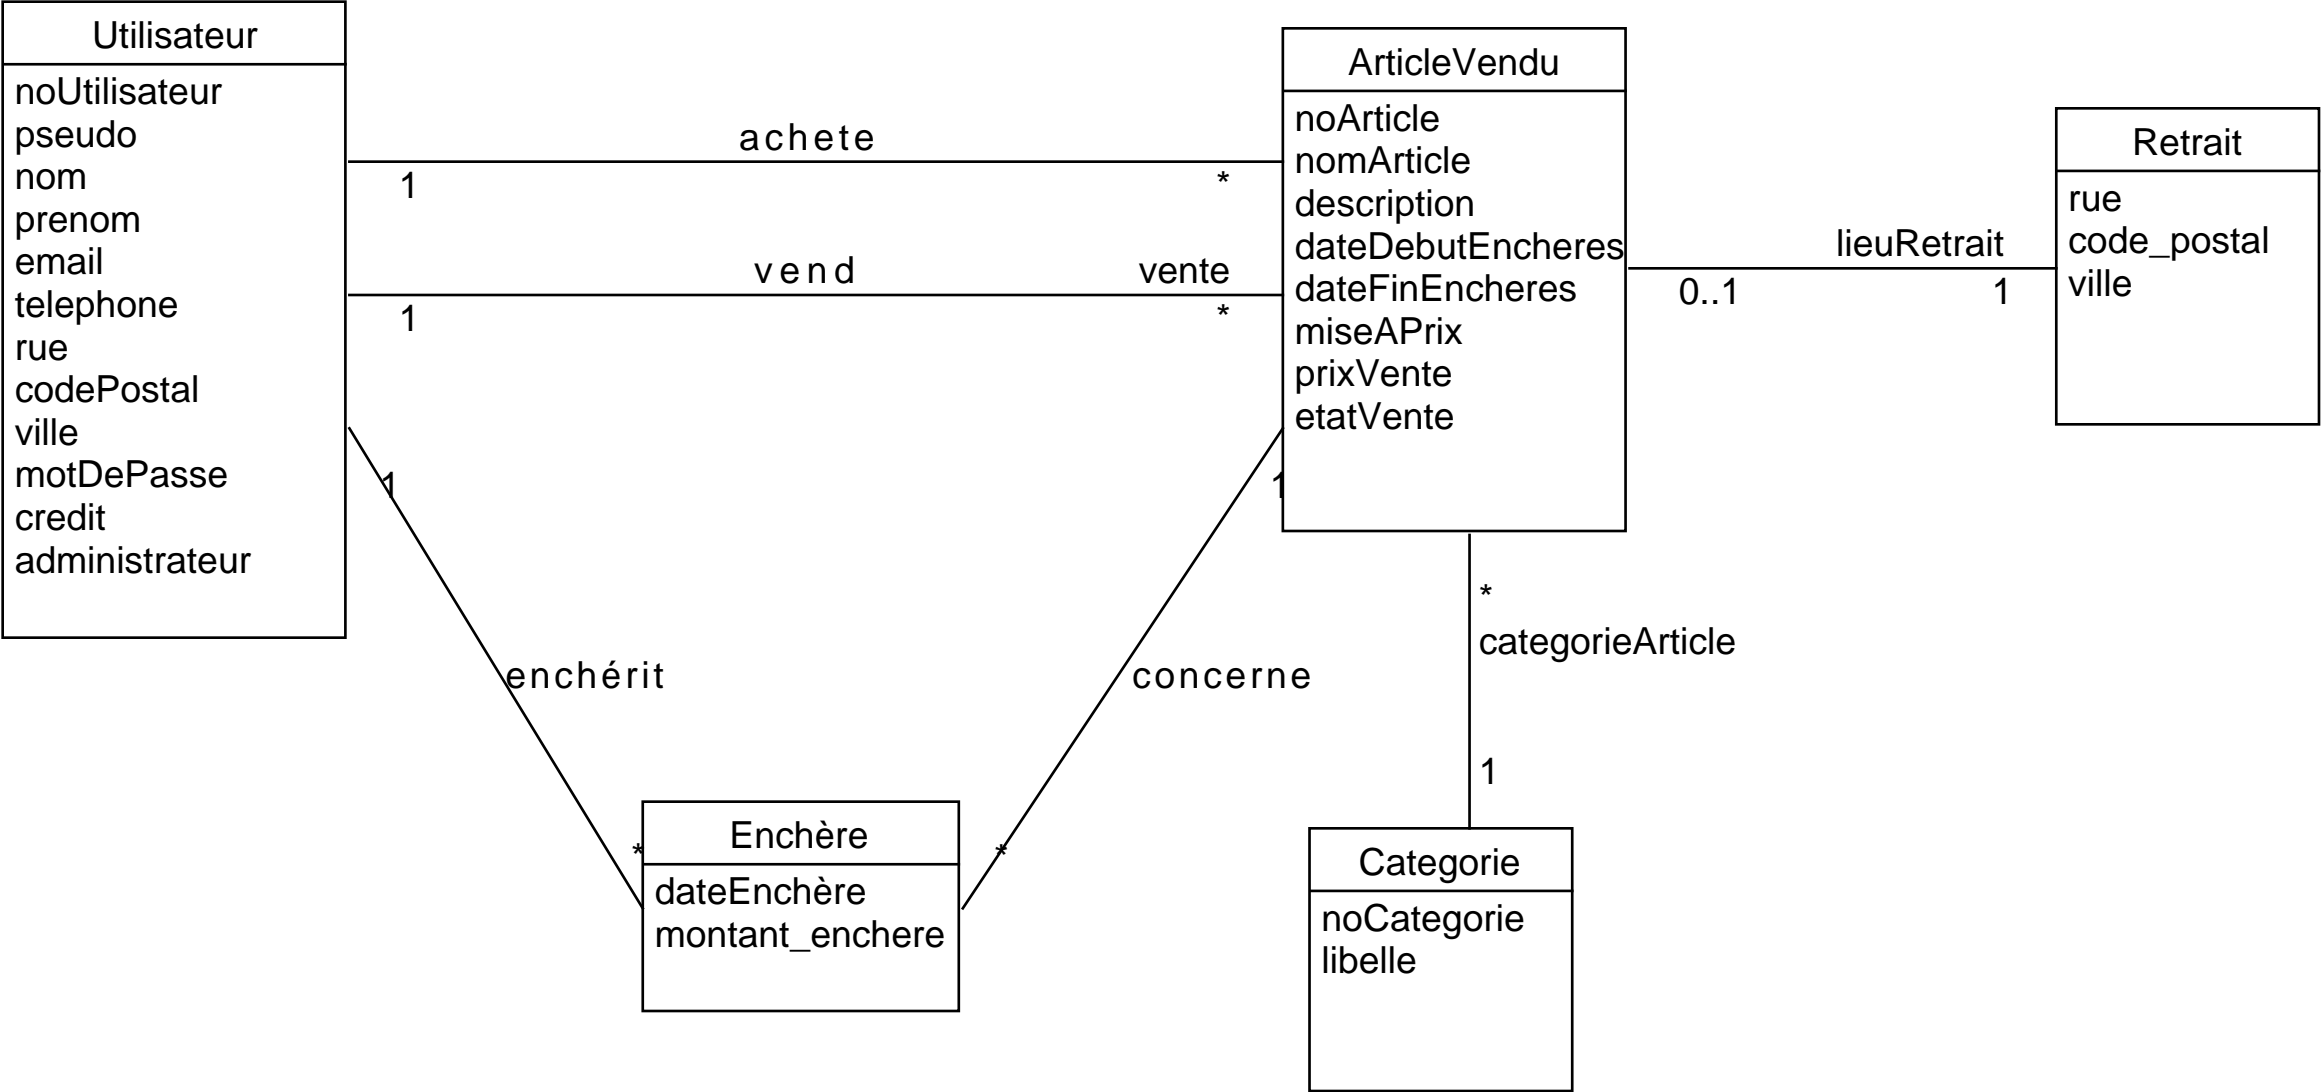 Utilisateur
noUtilisateur
pseudo
nom
prenom
email
telephone
rue
codePostal
ville
motDePasse
credit
administrateur
achete
1
*
vend
vente
1
*
ArticleVendu
noArticle
nomArticle
description
dateDebutEncheres
dateFinEncheres
miseAPrix
prixVente
etatVente
lieuRetrait
0..1
1
Retrait
rue
code_postal
ville
1
enchérit
*
1
concerne
*
Enchère
dateEnchère
montant_enchere
*
categorieArticle
1
Categorie
noCategorie
libelle